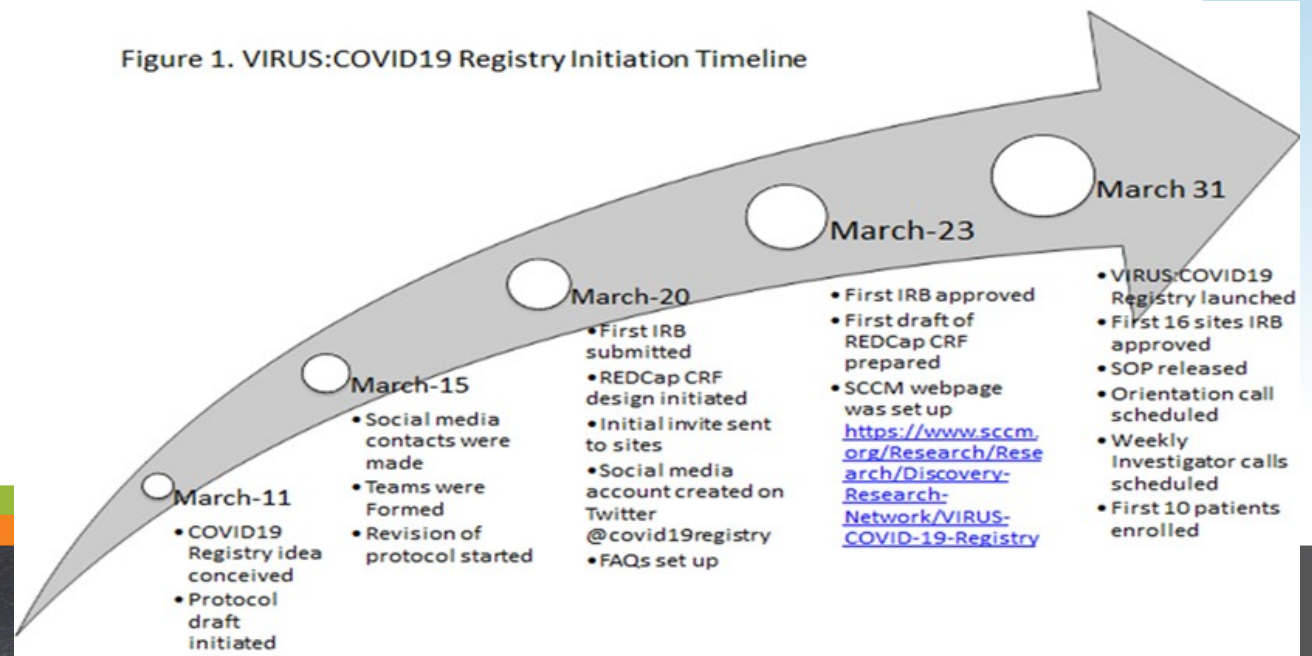 Figure 1. VIRUS:COVID19 Registry Initiation Timeline
March-11
• COVID19
Registry idea
conceived
• Protocol
draft
initiated
March-15
• Social media
contacts were
made
• Teams were
Formed
• Revision of
protocol started
March-20
•First IRB
submitted
•REDCap CRF
design initiated
•Initial invite sent
to sites
•Social media
account created on
Twitter
@covid19registry
•FAQs set up
March-23
• First IRB approved
• First draft of
REDCap CRF
prepared
• SCCM webpage
was set up
https://www.sccm.
org/Research/Rese
arch/Discovery-
Research-
Network/VIRUS-
COVID-19-Registry
March 31
• VIRUS:COVID19
Registry launched
• First 16 sites IRB
approved
• SOP released
• Orientation call
scheduled
• Weekly
Investigator calls
scheduled
• First 10 patients
enrolled